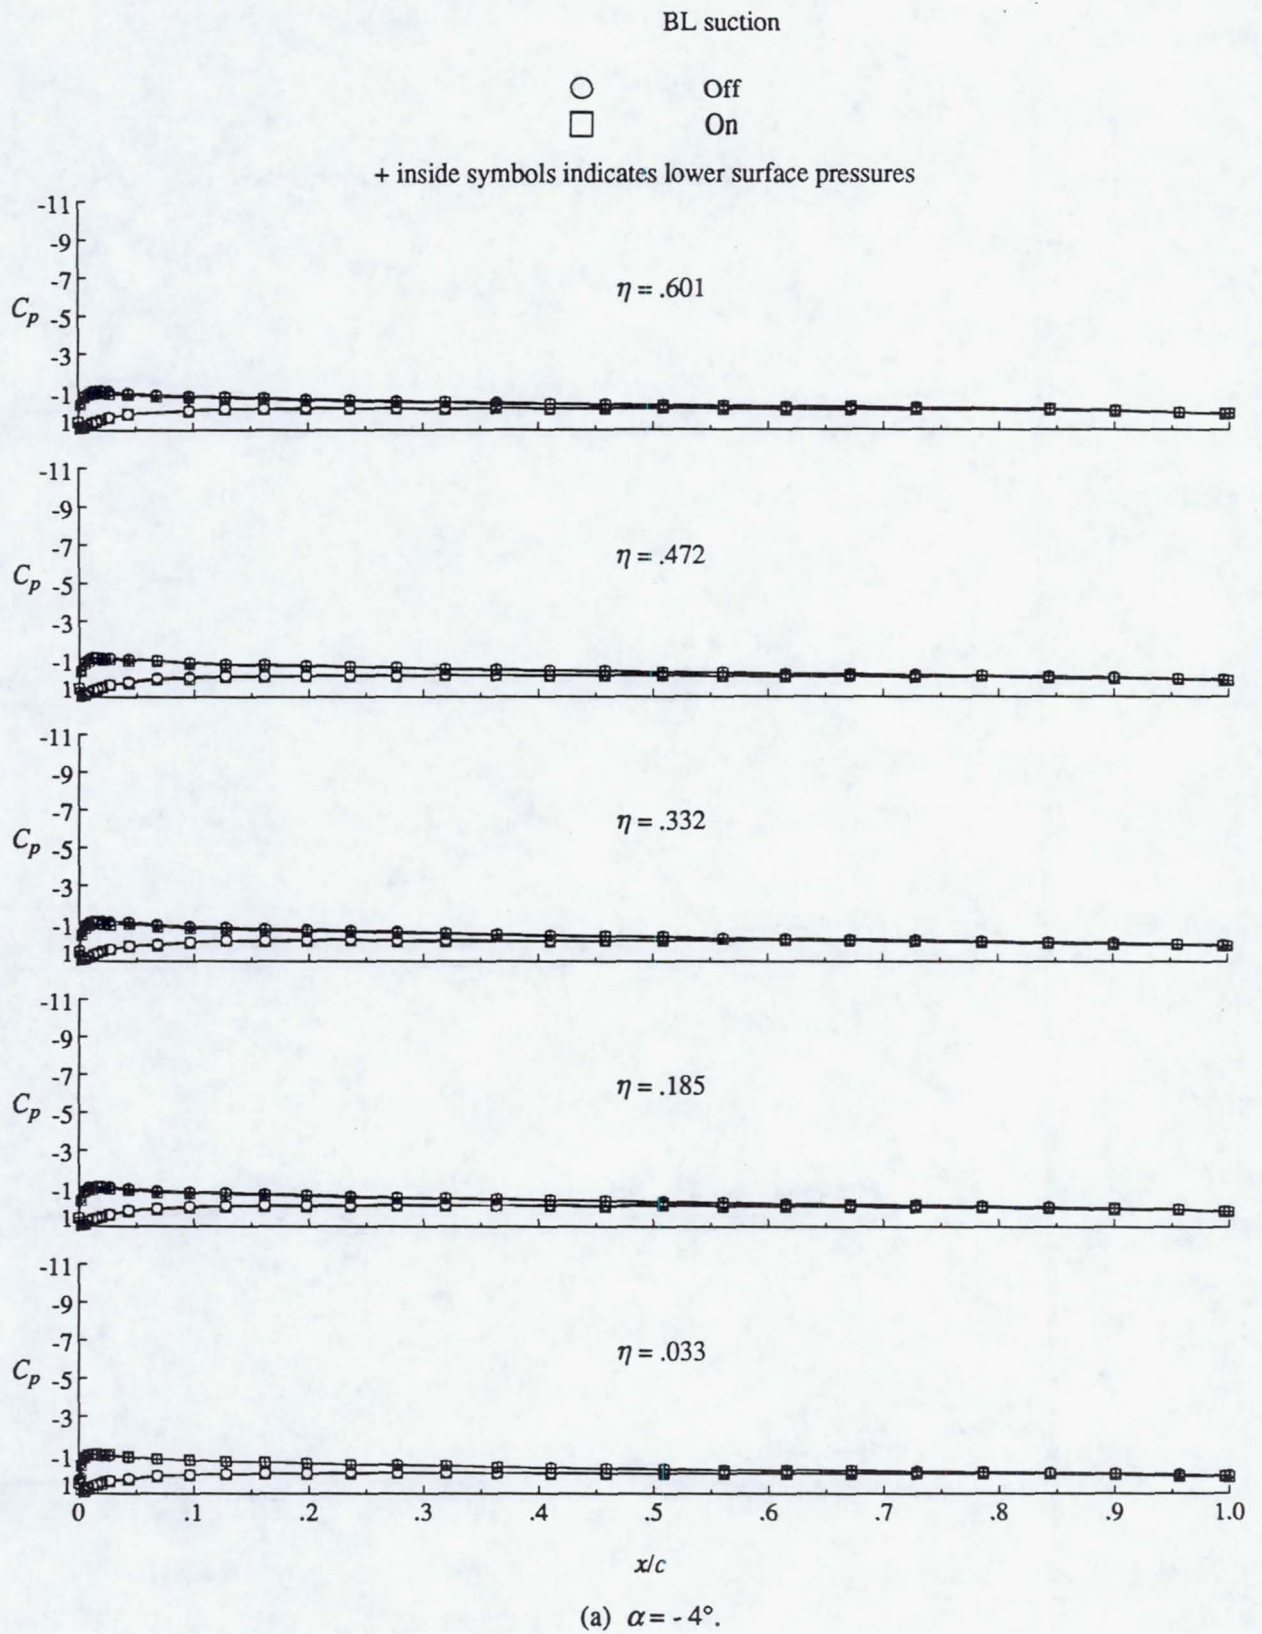 BL suction
Off
On
+ inside symbols indicates lower surface pressures
-11
-9
-7
-5
-3
-1
1
Cp
η = .601
-11
-9
-7
-5
-3
-1
1
Cp
η = .472
-11
-9
-7
-5
-3
-1
1
Cp
η = .332
-11
-9
-7
-5
-3
-1
1
Cp
η = .185
-11
-9
-7
-5
-3
-1
1
Cp
η = .033
0 .1 .2 .3 .4 .5 .6 .7 .8 .9 1.0
x/c
(a) α = - 4°.